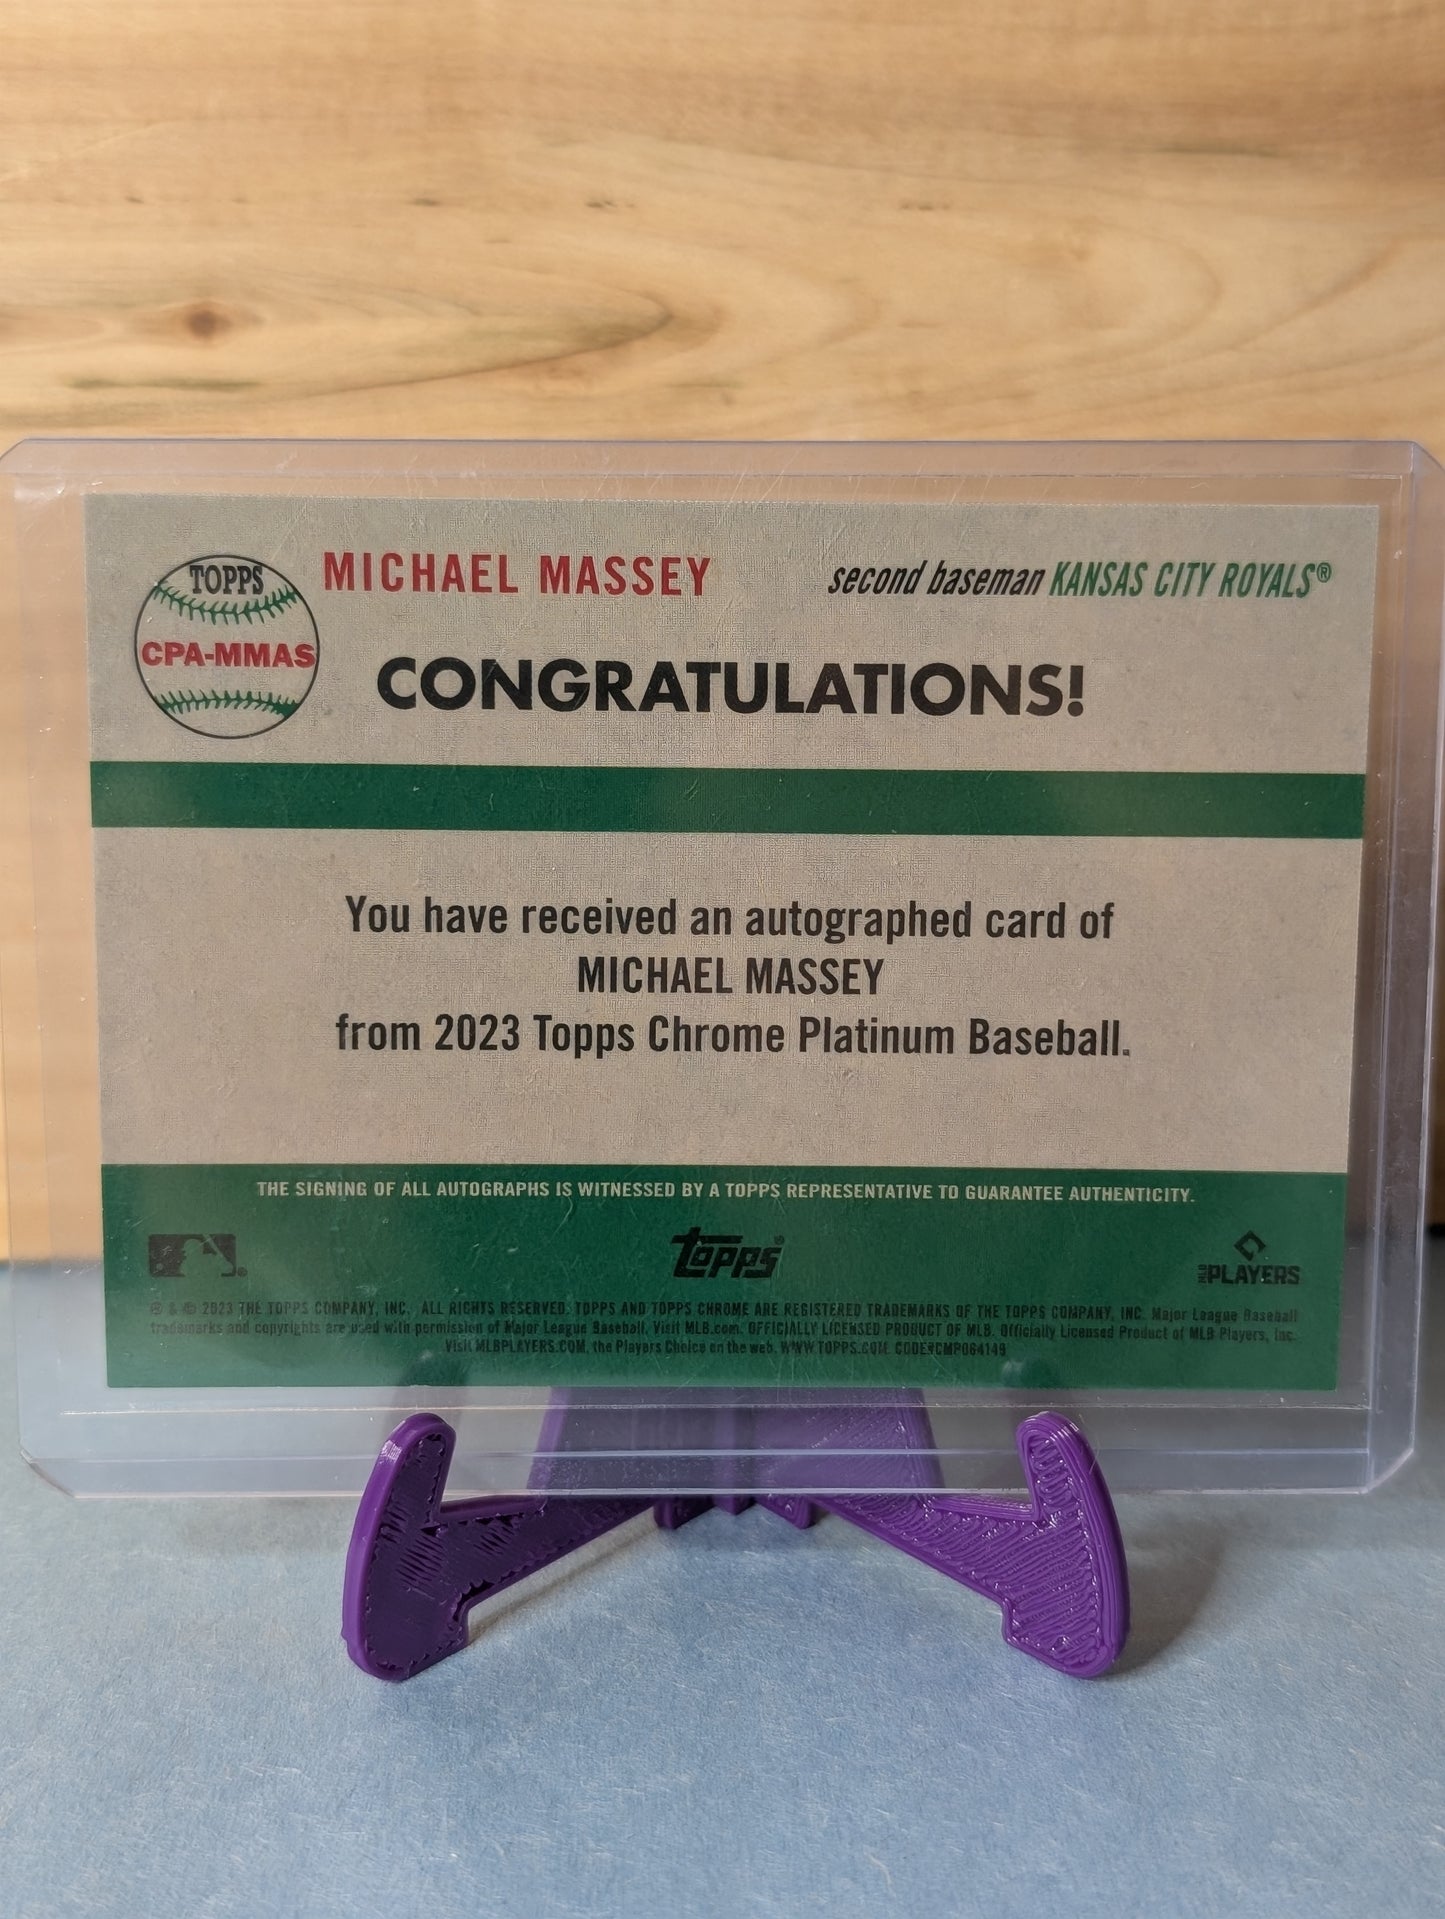 TOPPS
CPA-MMAS
MICHAEL MASSEY
second baseman KANSAS CITY ROYALS®
CONGRATULATIONS!
You have received an autographed card of
MICHAEL MASSEY
from 2023 Topps Chrome Platinum Baseball.
THE SIGNING OF ALL AUTOGRAPHS IS WITNESSED BY A TOPPS REPRESENTATIVE TO GUARANTEE AUTHENTICITY.
topps®
MLB PLAYERS
® & © 2023 THE TOPPS COMPANY, INC. ALL RIGHTS RESERVED. TOPPS AND TOPPS CHROME ARE REGISTERED TRADEMARKS OF THE TOPPS COMPANY, INC. Major League Baseball
trademarks and copyrights are used with permission of Major League Baseball. Visit MLB.com. OFFICIALLY LICENSED PRODUCT OF MLB. Officially Licensed Product of MLB Players, Inc.
Visit MLBPLAYERS.COM, the Players Choice on the web. WWW.TOPPS.COM. CODE#CMP064149